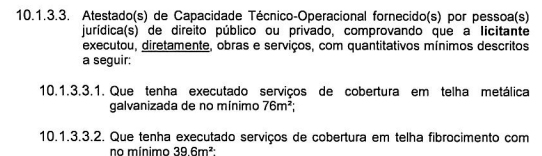 10.1.3.3. Atestado(s) de Capacidade Técnico-Operacional fornecido(s) por pessoa(s)
jurídica(s) de direito público ou privado, comprovando que a licitante
executou, diretamente, obras e serviços, com quantitativos mínimos descritos
a seguir:
10.1.3.3.1. Que tenha executado serviços de cobertura em telha metálica
galvanizada de no mínimo 76m²;
10.1.3.3.2. Que tenha executado serviços de cobertura em telha fibrocimento com
no mínimo 39,6m²;